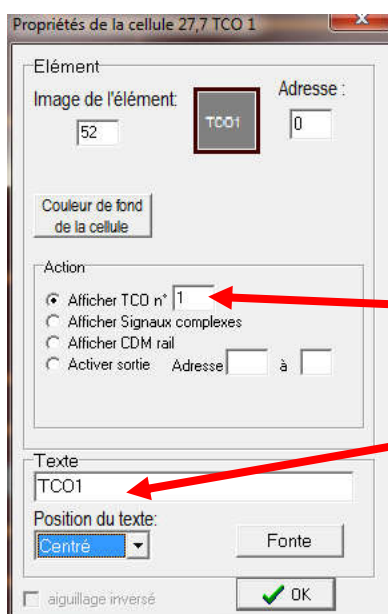 Propriétés de la cellule 27,7 TCO 1
Elément
Image de l'élément:
Adresse :
52
TCO1
0
Couleur de fond
de la cellule
Action
Afficher TCO n° 1
Afficher Signaux complexes
Afficher CDM rail
Activer sortie Adresse à
Texte
TCO1
Position du texte:
Centré
Fonte
aiguillage inversé
OK